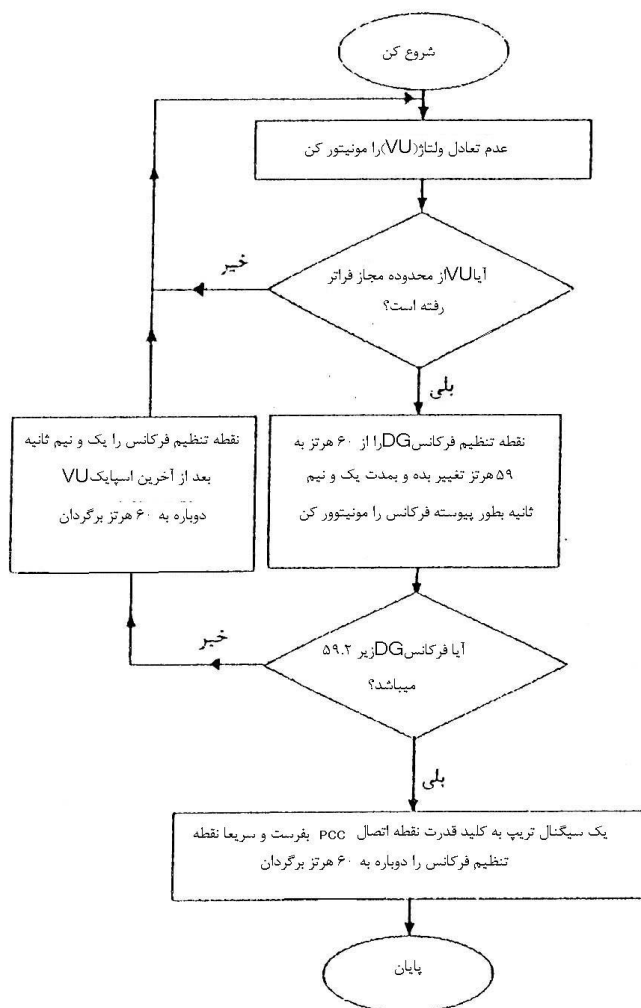 شروع کن
عدم تعادل ولتاژ(VU)را مونیتور کن
آیاVUاز محدوده مجاز فراتر
رفته است؟
خیر
بلی
نقطه تنظیم فرکانسDGرا از ۶۰ هرتز به
۵۹ هرتز تغییر بده و بمدت یک و نیم
ثانیه بطور پیوسته فرکانس را مونیتوور کن
نقطه تنظیم فرکانس را یک و نیم ثانیه
بعد از آخرین اسپایکVU
دوباره به ۶۰ هرتز برگردان
آیا فرکانسDGزیر ۵۹.۲
میباشد؟
خیر
بلی
یک سیگنال تریپ به کلید قدرت نقطه اتصال PCC بفرست و سریعا نقطه
تنظیم فرکانس را دوباره به ۶۰ هرتز برگردان
پایان